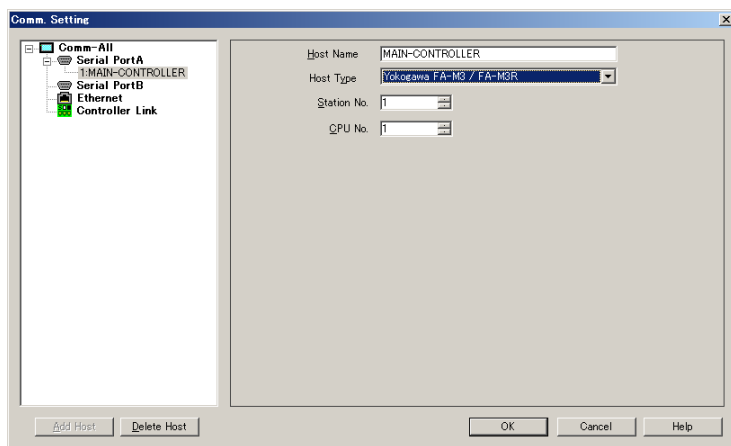 Comm. Setting
Comm-All
Serial PortA
1:MAIN-CONTROLLER
Serial PortB
Ethernet
Controller Link
Host Name MAIN-CONTROLLER
Host Type Yokogawa FA-M3 / FA-M3R
Station No. 1
CPU No. 1
Add Host Delete Host OK Cancel Help